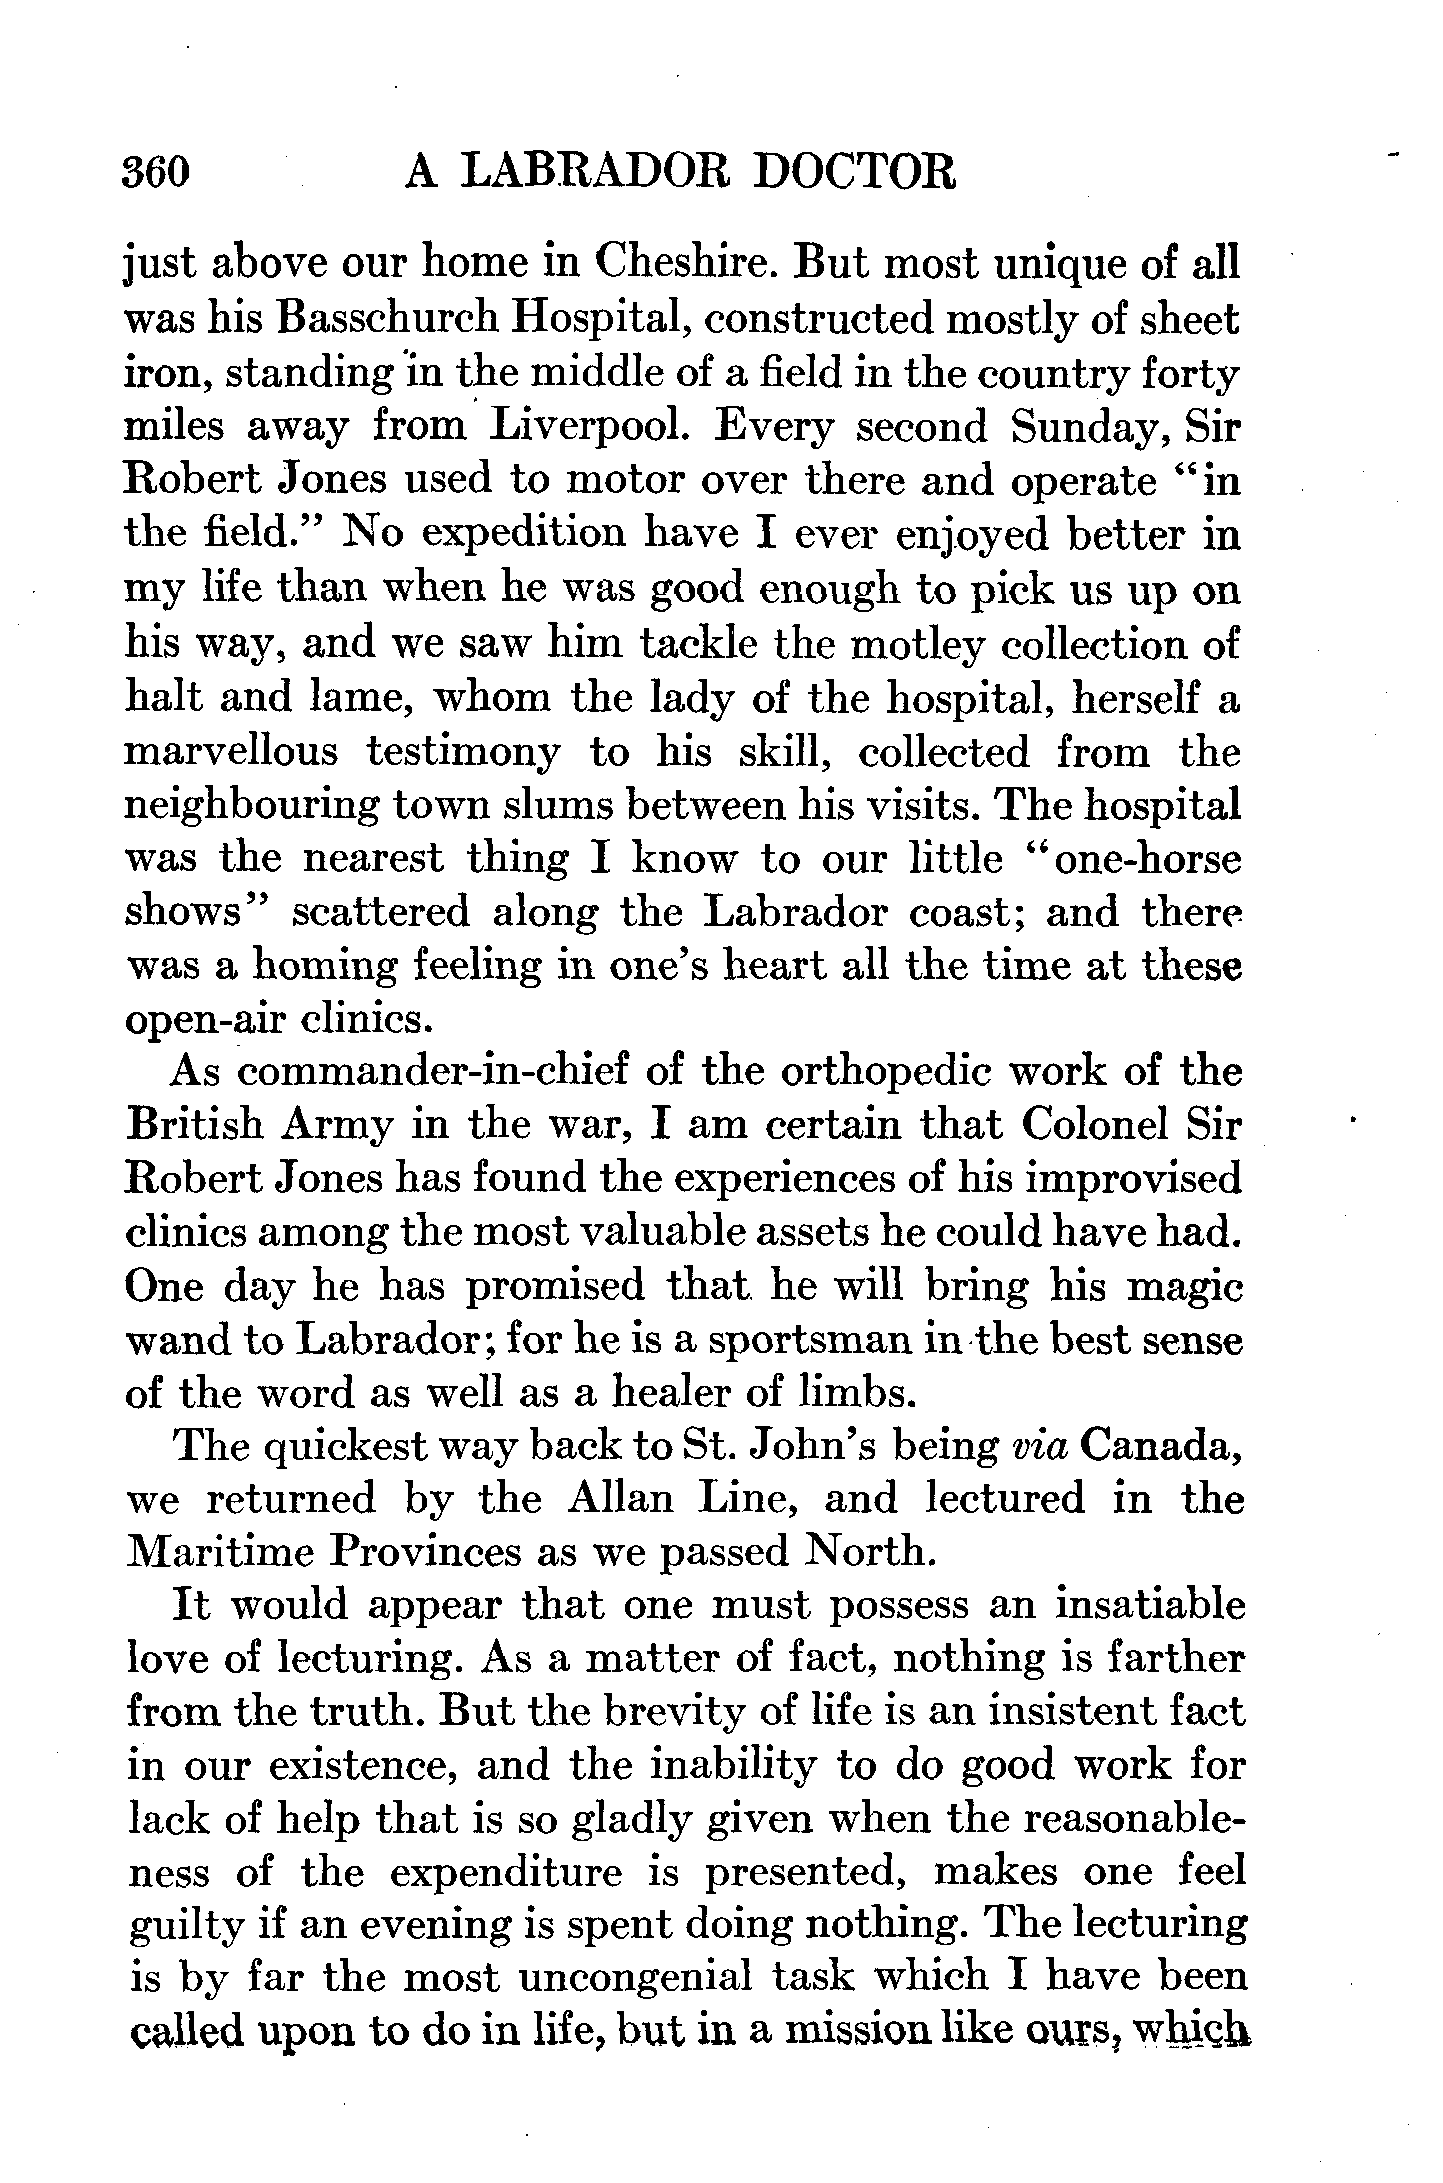 360 A LABRADOR DOCTOR
just above our home in Cheshire. But most unique of all
was his Basschurch Hospital, constructed mostly of sheet
iron, standing in the middle of a field in the country forty
miles away from Liverpool. Every second Sunday, Sir
Robert Jones used to motor over there and operate “in
the field.” No expedition have I ever enjoyed better in
my life than when he was good enough to pick us up on
his way, and we saw him tackle the motley collection of
halt and lame, whom the lady of the hospital, herself a
marvellous testimony to his skill, collected from the
neighbouring town slums between his visits. The hospital
was the nearest thing I know to our little “one-horse
shows” scattered along the Labrador coast; and there
was a homing feeling in one’s heart all the time at these
open-air clinics.
As commander-in-chief of the orthopedic work of the
British Army in the war, I am certain that Colonel Sir
Robert Jones has found the experiences of his improvised
clinics among the most valuable assets he could have had.
One day he has promised that he will bring his magic
wand to Labrador; for he is a sportsman in the best sense
of the word as well as a healer of limbs.
The quickest way back to St. John’s being via Canada,
we returned by the Allan Line, and lectured in the
Maritime Provinces as we passed North.
It would appear that one must possess an insatiable
love of lecturing. As a matter of fact, nothing is farther
from the truth. But the brevity of life is an insistent fact
in our existence, and the inability to do good work for
lack of help that is so gladly given when the reasonable-
ness of the expenditure is presented, makes one feel
guilty if an evening is spent doing nothing. The lecturing
is by far the most uncongenial task which I have been
called upon to do in life, but in a mission like ours, which